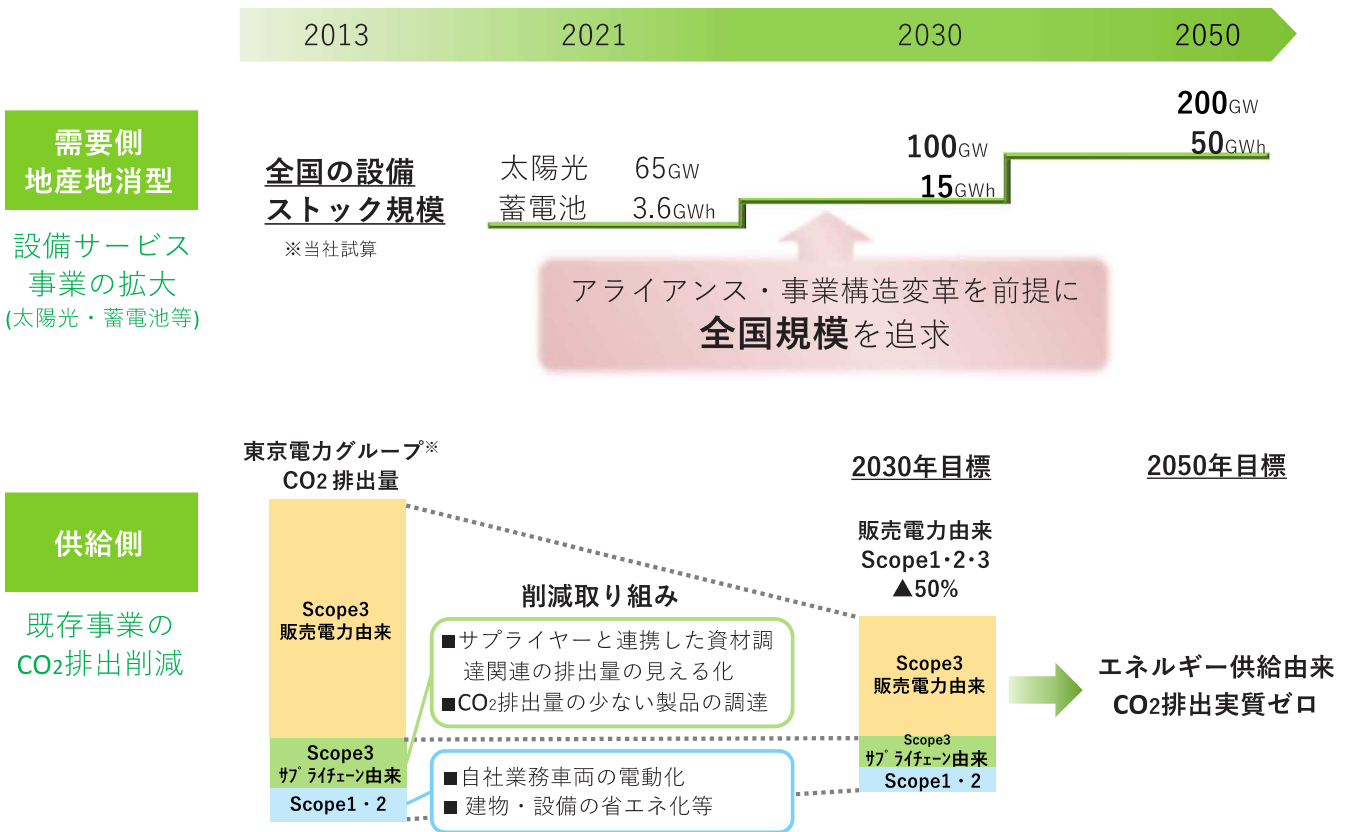 2013 2021 2030 2050
需要側
地産地消型
設備サービス
事業の拡大
(太陽光・蓄電池等)
全国の設備
ストック規模
※当社試算
太陽光 65GW
蓄電池 3.6GWh
100GW
15GWh
200GW
50GWh
アライアンス・事業構造変革を前提に
全国規模を追求
供給側
既存事業の
CO2排出削減
東京電力グループ※
CO2 排出量
Scope3
販売電力由来
Scope3
ｻﾌﾟﾗｲﾁｪｰﾝ由来
Scope1・2
削減取り組み
■サプライヤーと連携した資材調
達関連の排出量の見える化
■CO2排出量の少ない製品の調達
■自社業務車両の電動化
■ 建物・設備の省エネ化等
2030年目標
販売電力由来
Scope1・2・3
▲50%
Scope3
販売電力由来
Scope3
ｻﾌﾟﾗｲﾁｪｰﾝ由来
Scope1・2
2050年目標
エネルギー供給由来
CO2排出実質ゼロ